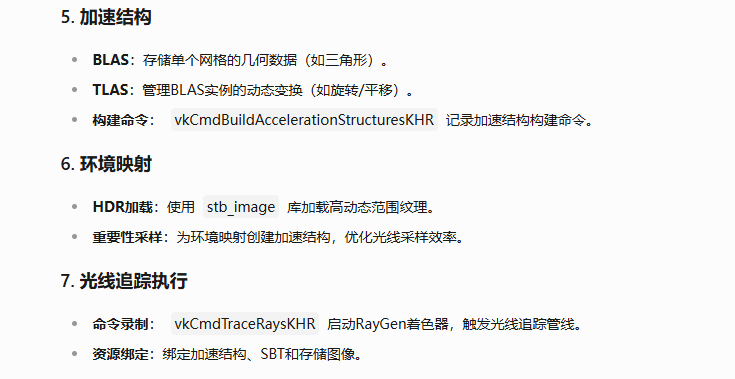 5. 加速结构
• BLAS：存储单个网格的几何数据（如三角形）。
• TLAS：管理BLAS实例的动态变换（如旋转/平移）。
• 构建命令： vkCmdBuildAccelerationStructuresKHR 记录加速结构构建命令。
6. 环境映射
• HDR加载：使用 stb_image 库加载高动态范围纹理。
• 重要性采样：为环境映射创建加速结构，优化光线采样效率。
7. 光线追踪执行
• 命令录制： vkCmdTraceRaysKHR 启动RayGen着色器，触发光线追踪管线。
• 资源绑定：绑定加速结构、SBT和存储图像。